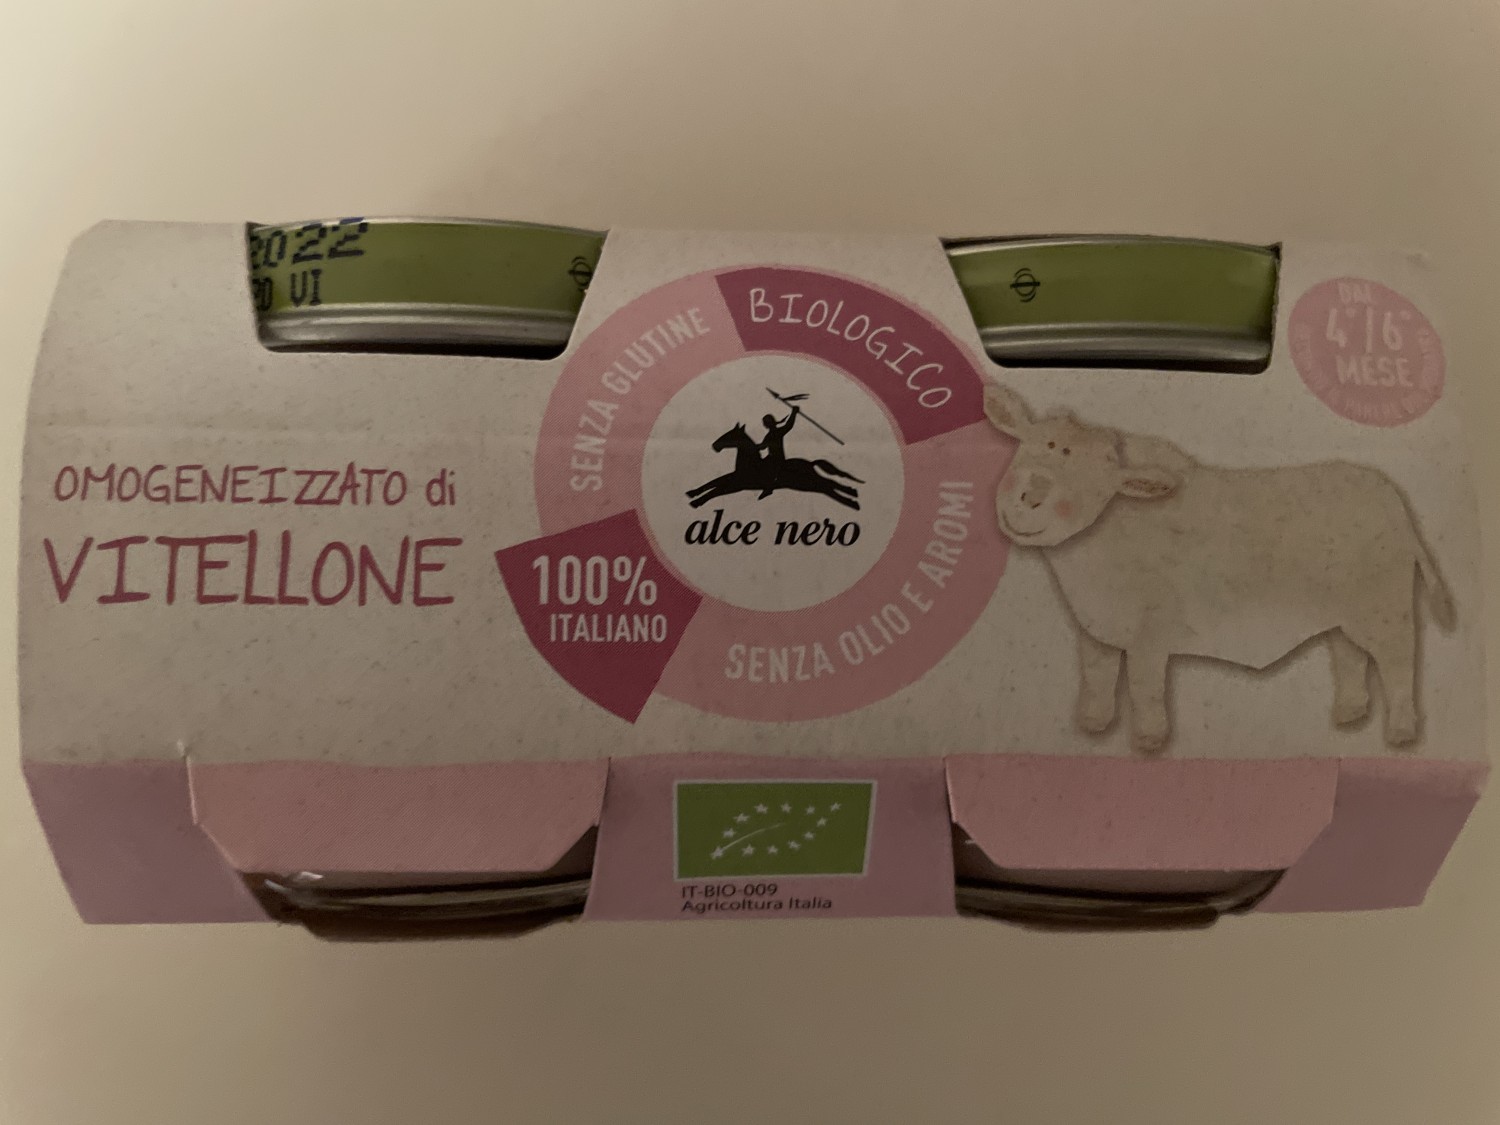 2022
VI
BIOLOGICO
SENZA GLUTINE
DAL
4°/6°
MESE
OMOGENEIZZATO di
VITELLONE
alce nero
100%
ITALIANO
SENZA OLIO E AROMI
IT-BIO-009
Agricoltura Italia